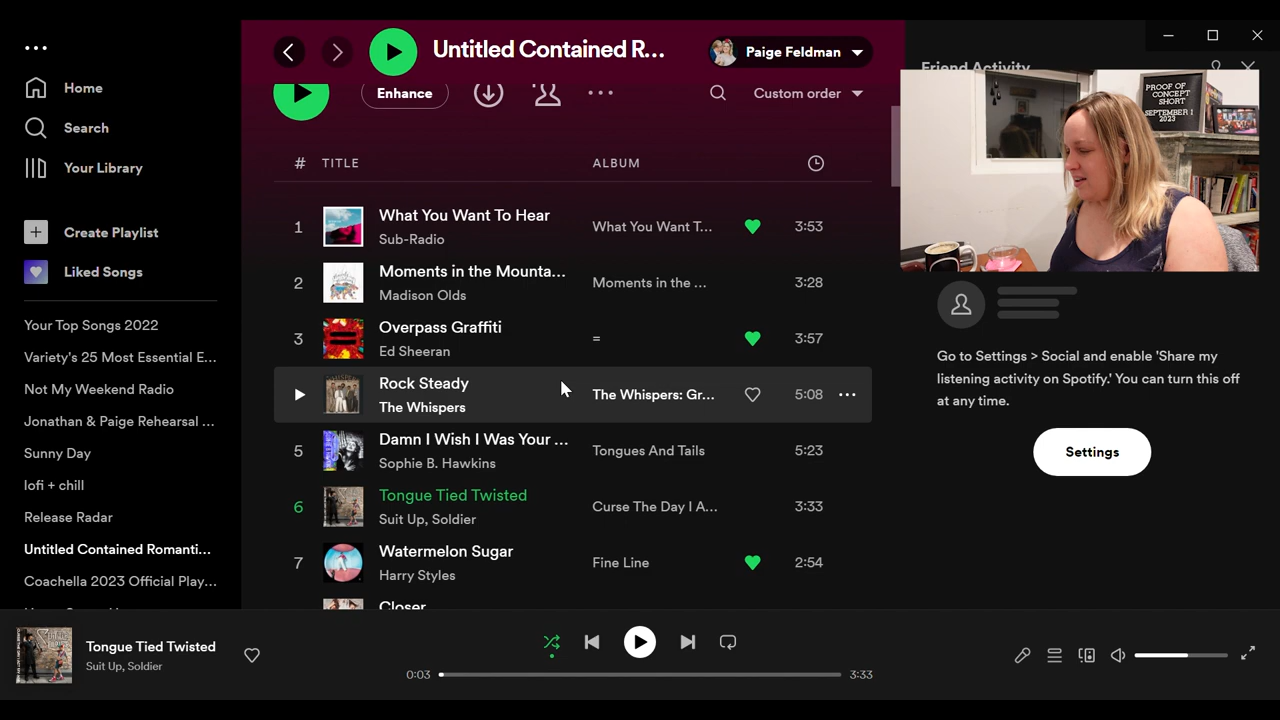 Home
Search
Your Library
Create Playlist
Liked Songs
Your Top Songs 2022
Variety's 25 Most Essential E...
Not My Weekend Radio
Jonathan & Paige Rehearsal ...
Sunny Day
lofi + chill
Release Radar
Untitled Contained Romanti...
Coachella 2023 Official Play...
Untitled Contained R...
Paige Feldman
Enhance
Custom order
# TITLE ALBUM
1 What You Want To Hear
Sub-Radio
What You Want T...
3:53
2 Moments in the Mounta...
Madison Olds
Moments in the ...
3:28
3 Overpass Graffiti
Ed Sheeran
=
3:57
Rock Steady
The Whispers
The Whispers: Gr...
5:08
5 Damn I Wish I Was Your ...
Sophie B. Hawkins
Tongues And Tails
5:23
6 Tongue Tied Twisted
Suit Up, Soldier
Curse The Day I A...
3:33
7 Watermelon Sugar
Harry Styles
Fine Line
2:54
Closer
Friend Activity
PROOF OF
CONCEPT
SHORT
SEPTEMBER 1
2023
Go to Settings > Social and enable 'Share my
listening activity on Spotify.' You can turn this off
at any time.
Settings
Tongue Tied Twisted
Suit Up, Soldier
0:03
3:33